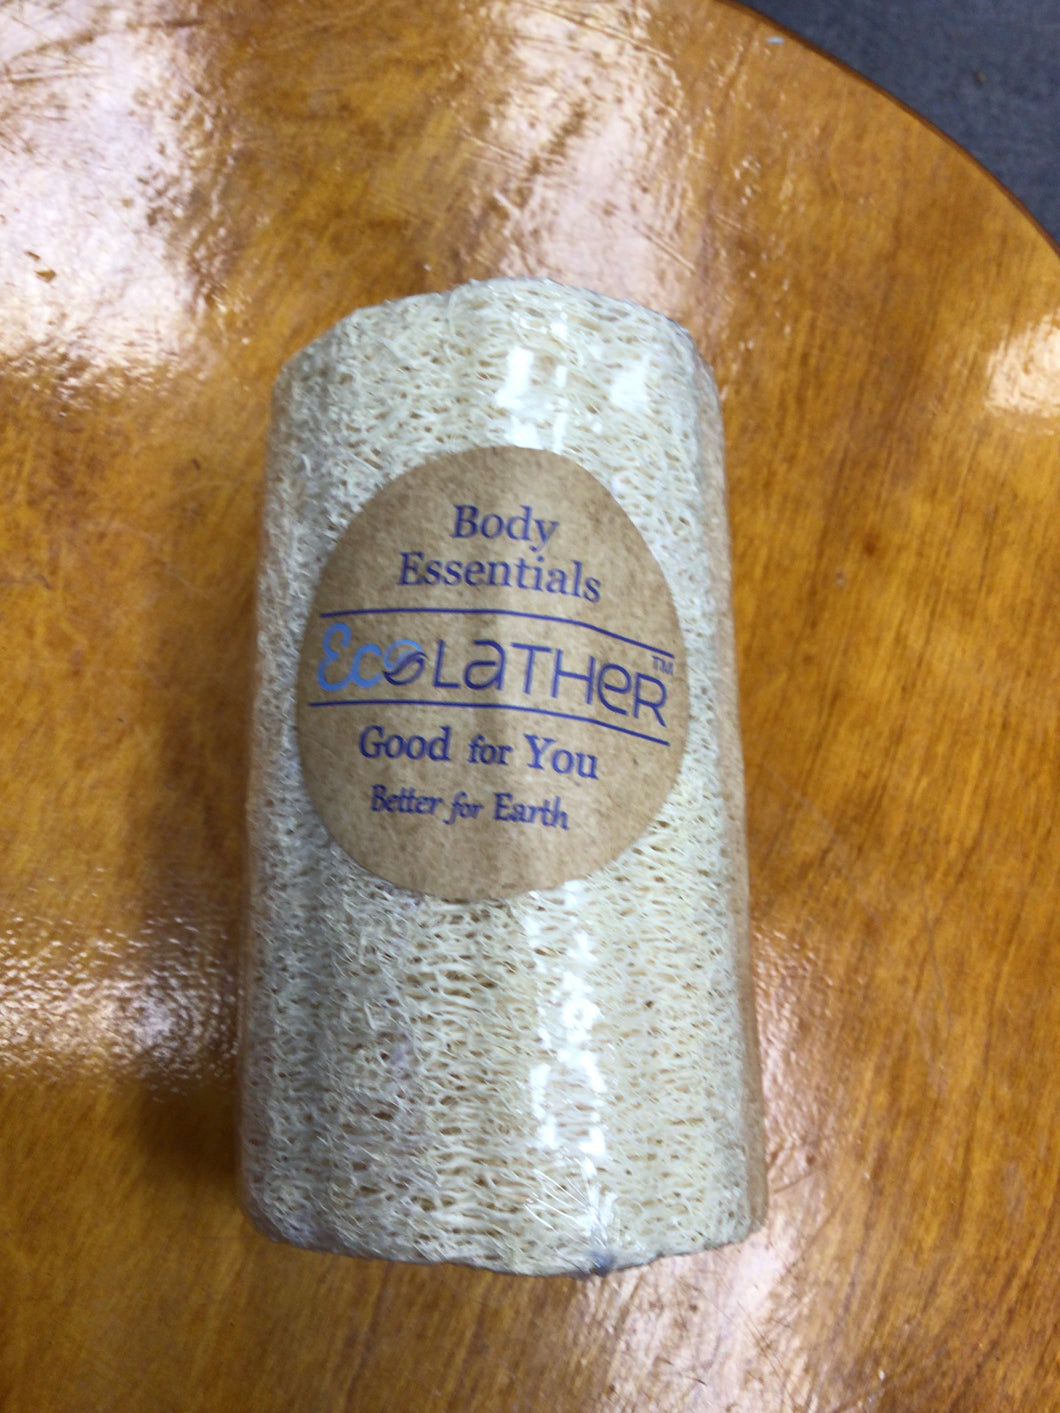 Body
Essentials
EcoLaTHeR™
Good for You
Better for Earth